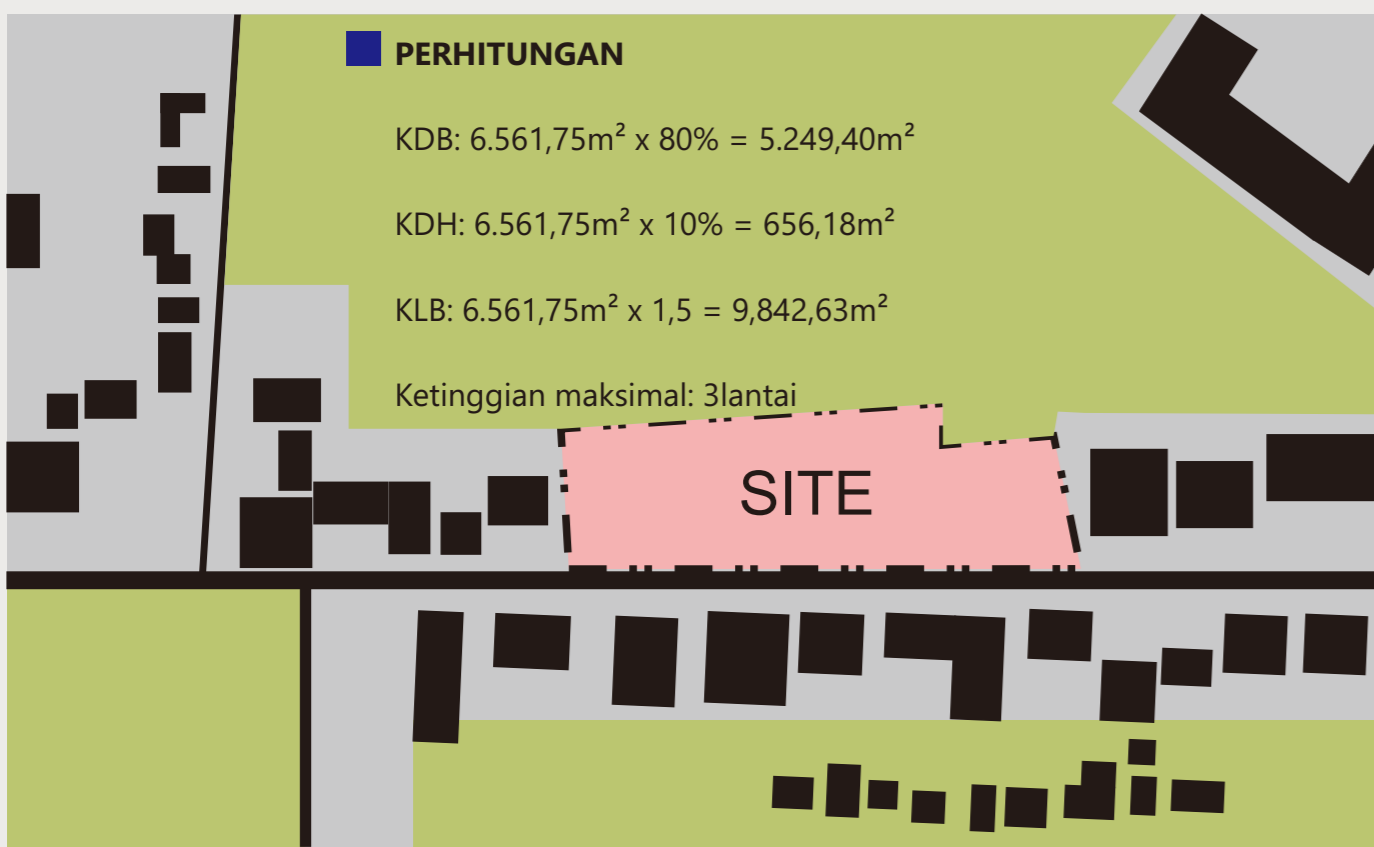 PERHITUNGAN
KDB: 6.561,75m² x 80% = 5.249,40m²
KDH: 6.561,75m² x 10% = 656,18m²
KLB: 6.561,75m² x 1,5 = 9,842,63m²
Ketinggian maksimal: 3lantai
SITE